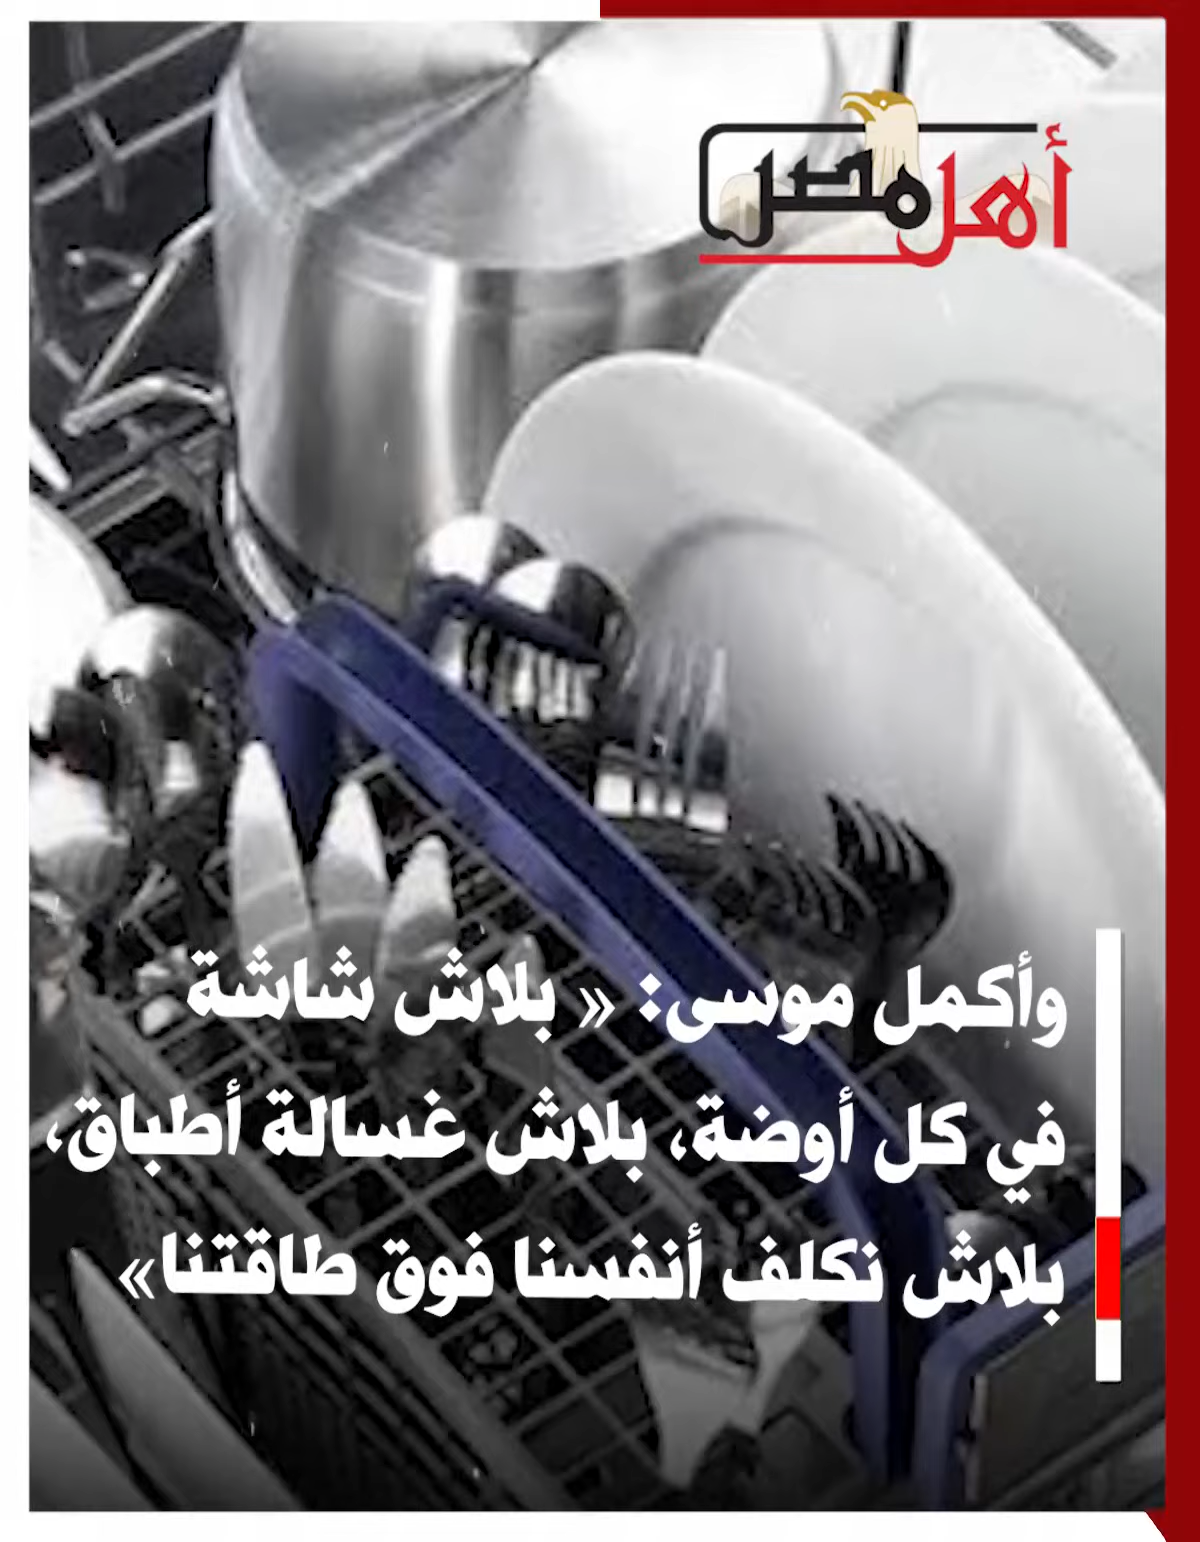 أهل مصر
وأكمل موسى: « بلاش شاشة
في كل أوضة، بلاش غسالة أطباق،
بلاش نكلف أنفسنا فوق طاقتنا»